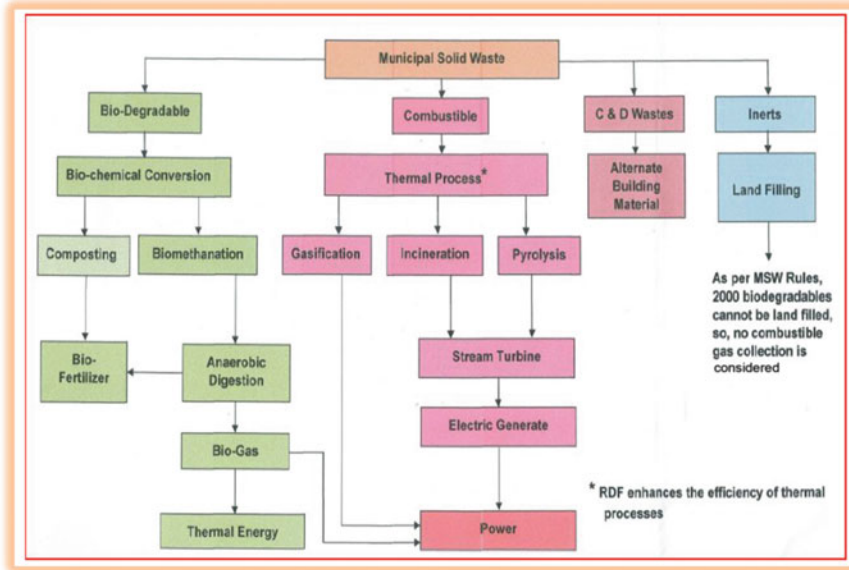 Municipal Solid Waste
Bio-Degradable
Combustible
C & D Wastes
Inerts
Bio-chemical Conversion
Thermal Process*
Alternate
Building
Material
Land Filling
Composting
Biomethanation
Gasification
Incineration
Pyrolysis
As per MSW Rules,
2000 biodegradables
cannot be land filled,
so, no combustible
gas collection is
considered
Bio-
Fertilizer
Anaerobic
Digestion
Stream Turbine
Electric Generate
Bio-Gas
* RDF enhances the efficiency of thermal
processes
Thermal Energy
Power